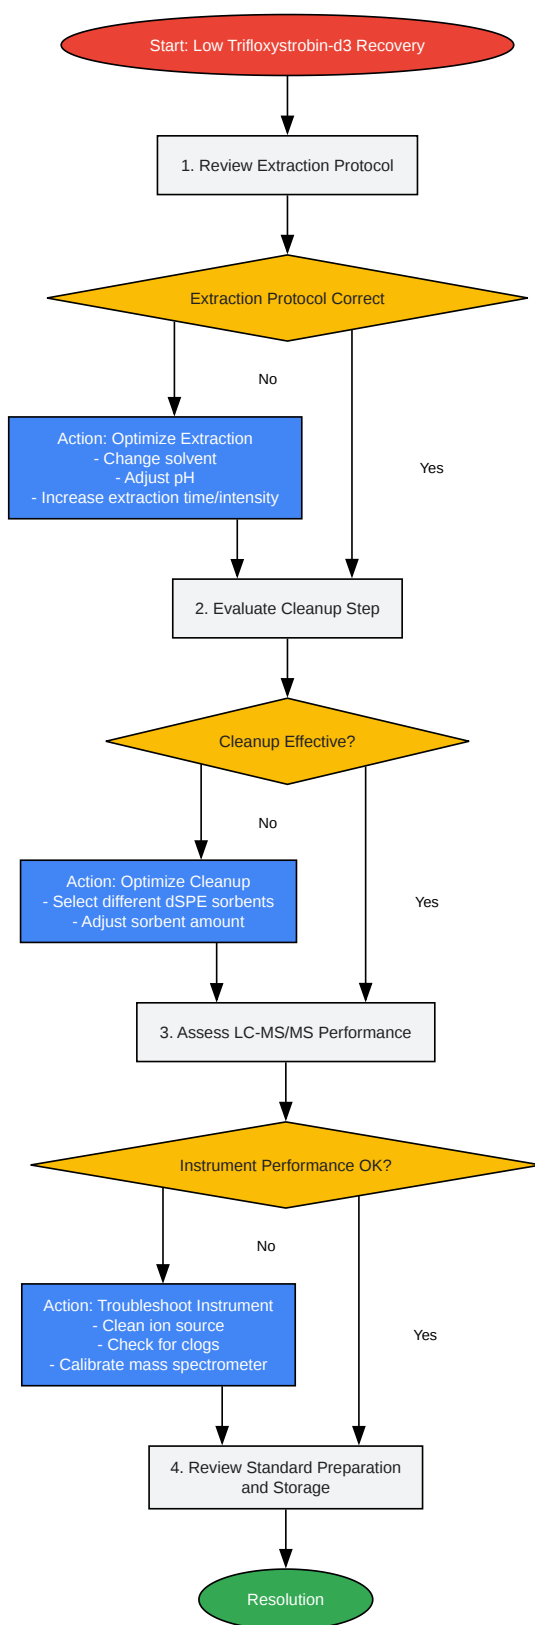 Start: Low Trifloxystrobin-d3 Recovery
1. Review Extraction Protocol
Extraction Protocol Correct
No
Action: Optimize Extraction
- Change solvent
- Adjust pH
- Increase extraction time/intensity
Yes
2. Evaluate Cleanup Step
Cleanup Effective?
No
Action: Optimize Cleanup
- Select different dSPE sorbents
- Adjust sorbent amount
Yes
3. Assess LC-MS/MS Performance
Instrument Performance OK?
No
Action: Troubleshoot Instrument
- Clean ion source
- Check for clogs
- Calibrate mass spectrometer
Yes
4. Review Standard Preparation
and Storage
Resolution